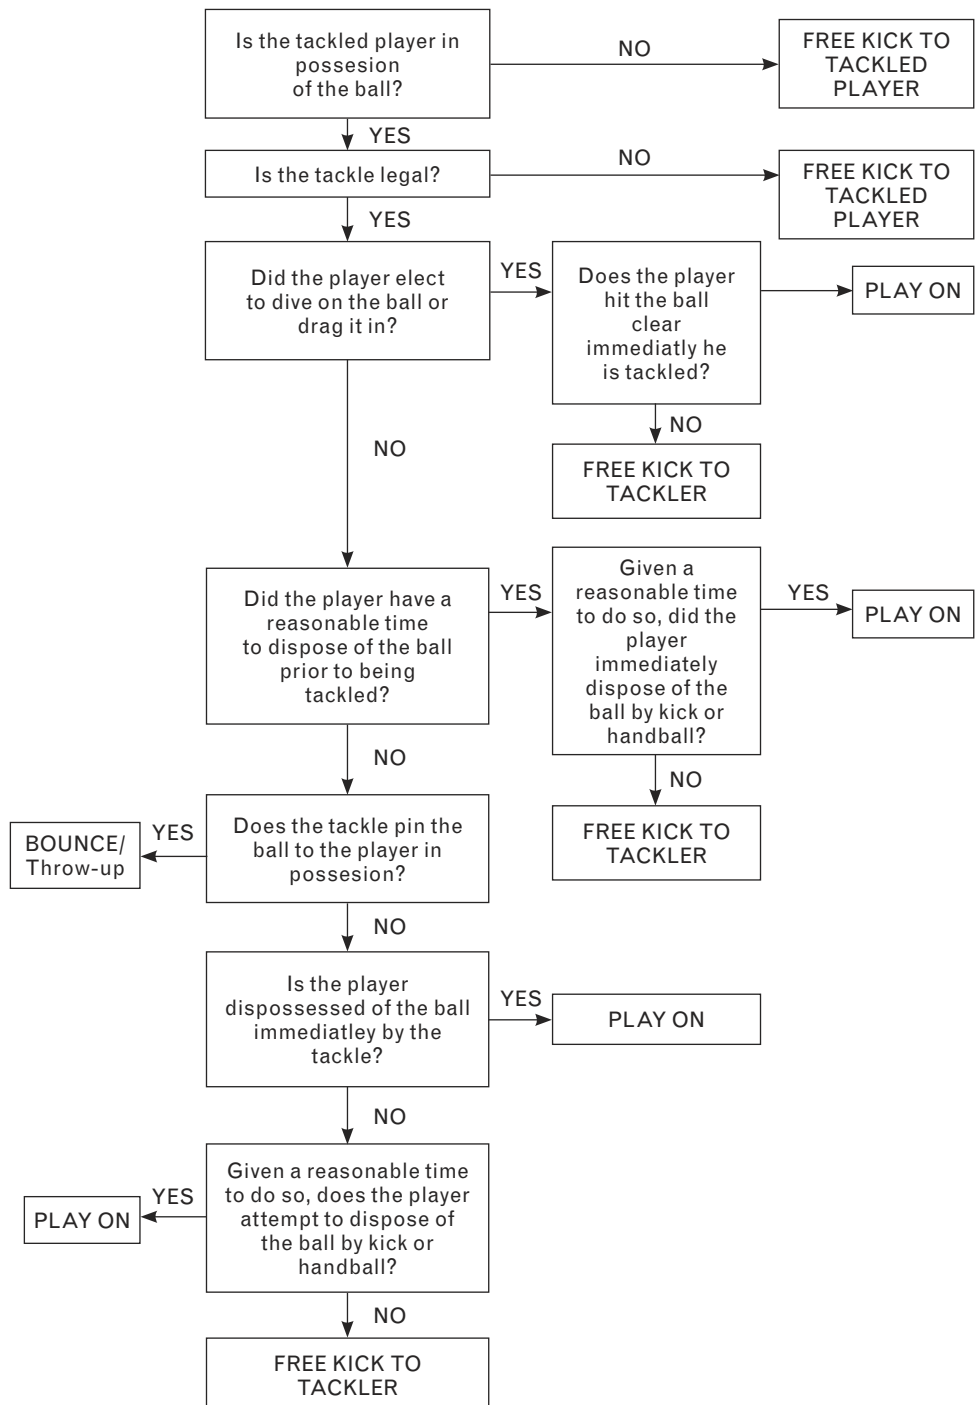 Is the tackled player in
possesion
of the ball?
NO
FREE KICK TO
TACKLED
PLAYER
YES
Is the tackle legal?
NO
FREE KICK TO
TACKLED
PLAYER
YES
Did the player elect
to dive on the ball or
drag it in?
YES
Does the player
hit the ball
clear
immediatly he
is tackled?
PLAY ON
NO
FREE KICK TO
TACKLER
NO
Did the player have a
reasonable time
to dispose of the ball
prior to being
tackled?
YES
Given a
reasonable time
to do so, did the
player
immediately
dispose of the
ball by kick or
handball?
YES
PLAY ON
NO
FREE KICK TO
TACKLER
NO
Does the tackle pin the
ball to the player in
possesion?
YES
BOUNCE/
Throw-up
NO
Is the player
dispossessed of the ball
immediatley by the
tackle?
YES
PLAY ON
NO
Given a reasonable time
to do so, does the player
attempt to dispose of
the ball by kick or
handball?
YES
PLAY ON
NO
FREE KICK TO
TACKLER